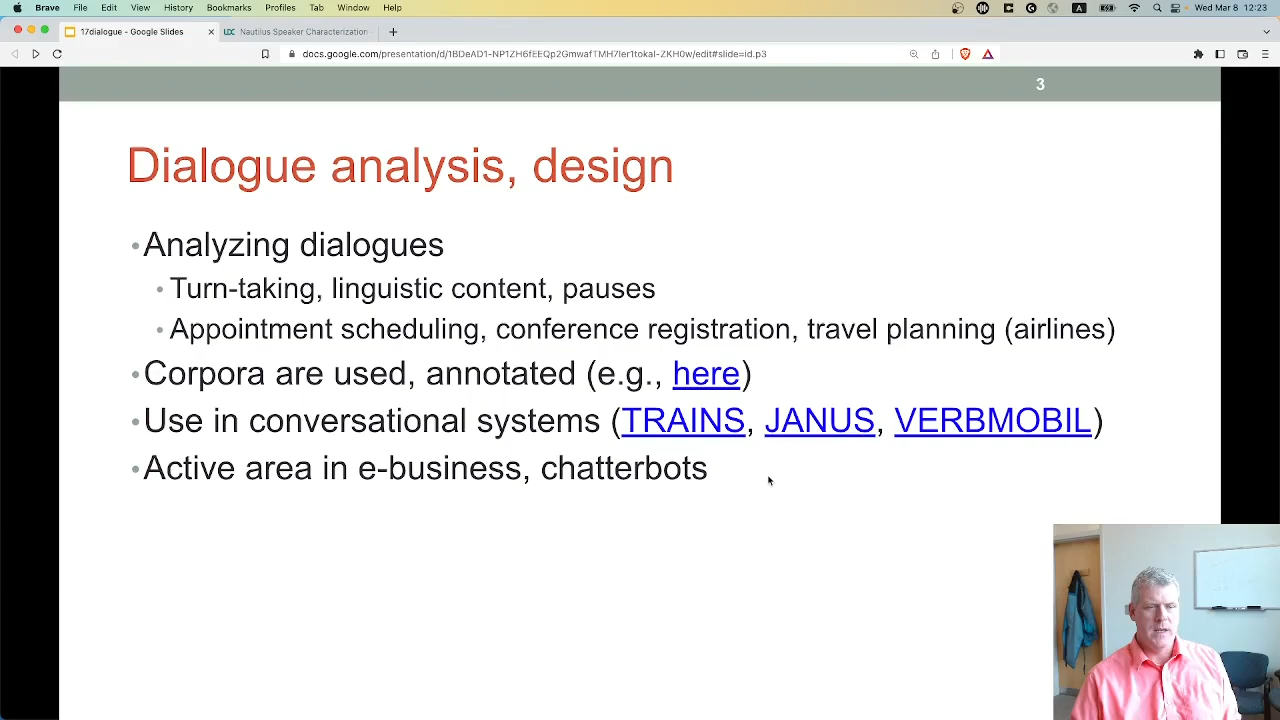 Brave File Edit View History Bookmarks Profiles Tab Window Help A Wed Mar 8 12:23
17dialogue - Google Slides LDC Nautilus Speaker Characterization
docs.google.com/presentation/d/1BDeAD1-NP1ZH6fEEQp2GmwafTMH7Ier1tokaI-ZKH0w/edit#slide=id.p3
3
Dialogue analysis, design
•Analyzing dialogues
• Turn-taking, linguistic content, pauses
• Appointment scheduling, conference registration, travel planning (airlines)
•Corpora are used, annotated (e.g., here)
•Use in conversational systems (TRAINS, JANUS, VERBMOBIL)
•Active area in e-business, chatterbots